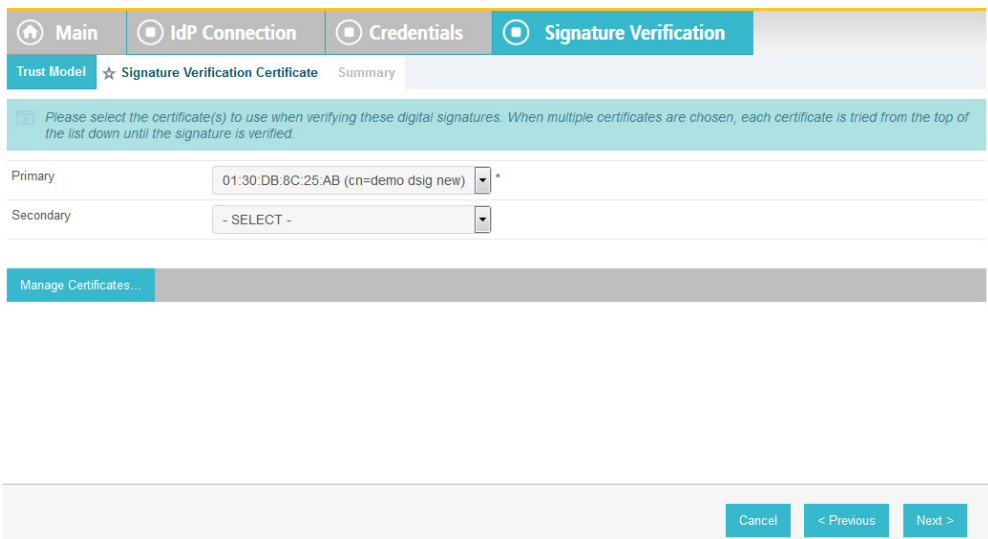 Main IdP Connection Credentials Signature Verification
Trust Model Signature Verification Certificate Summary
Please select the certificate(s) to use when verifying these digital signatures. When multiple certificates are chosen, each certificate is tried from the top of
the list down until the signature is verified.
Primary 01:30:DB:8C:25:AB (cn=demo dsig new) *
Secondary - SELECT -
Manage Certificates...
Cancel < Previous Next >